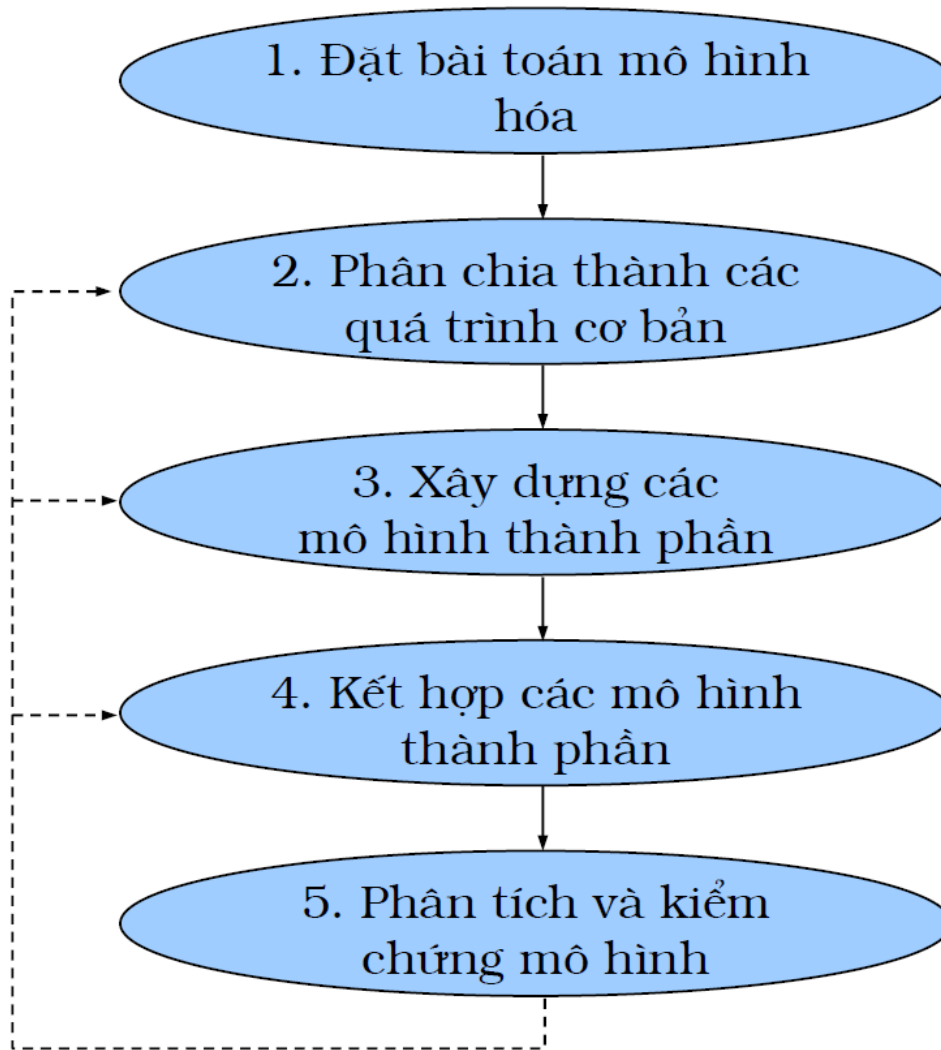 1. Đặt bài toán mô hình
hóa
2. Phân chia thành các
quá trình cơ bản
3. Xây dựng các
mô hình thành phần
4. Kết hợp các mô hình
thành phần
5. Phân tích và kiểm
chứng mô hình